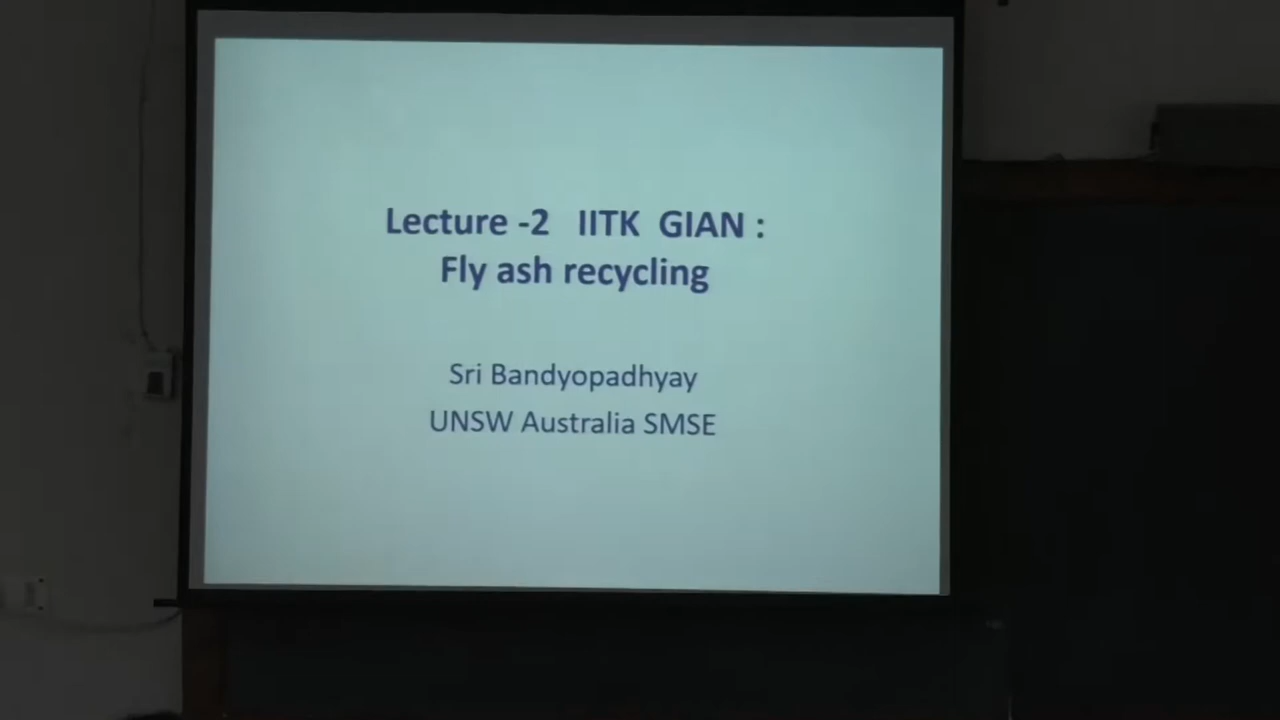 Lecture -2 IITK GIAN :
Fly ash recycling
Sri Bandyopadhyay
UNSW Australia SMSE